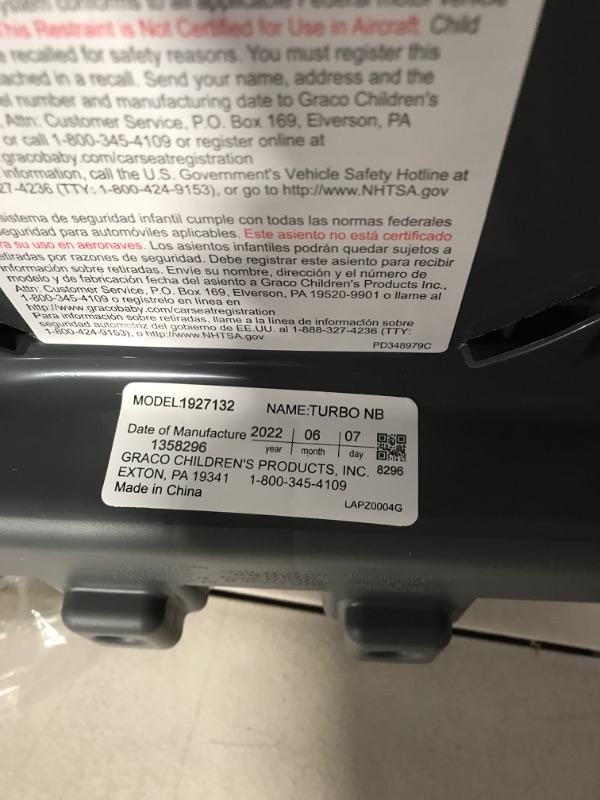 This Restraint is Not Certified for Use in Aircraft. Child
recalled for safety reasons. You must register this
in a recall. Send your name, address and the
number and manufacturing date to Graco Children's
Attn: Customer Service, P.O. Box 169, Elverson, PA
or call 1-800-345-4109 or register online at
gracobaby.com/carseatregistration
information, call the U.S. Government's Vehicle Safety Hotline at
27-4236 (TTY: 1-800-424-9153), or go to http://www.NHTSA.gov
sistema de seguridad infantil cumple con todas las normas federales
seguridad para automóviles aplicables. Este asiento no está certificado
su uso en aeronaves. Los asientos infantiles podrán quedar sujetos a
retiradas por razones de seguridad. Debe registrar este asiento para recibir
información sobre retiradas. Envíe su nombre, dirección y el número de
modelo y de fabricación fecha del asiento a Graco Children's Products Inc.,
Attn: Customer Service, P.O. Box 169, Elverson, PA 19520-9901 o llame al
1-800-345-4109 o regístrelo en línea en
http://www.gracobaby.com/carseatregistration
Para información sobre retiradas, llame a la línea de información sobre
seguridad automotriz del gobierno de EE.UU. al 1-888-327-4236 (TTY:
1-800-424-9153), o http://www.NHTSA.gov
PD348979C
MODEL:1927132 NAME:TURBO NB
Date of Manufacture 2022 06 07
1358296 year month day
GRACO CHILDREN'S PRODUCTS, INC. 8296
EXTON, PA 19341 1-800-345-4109
Made in China
LAPZ0004G